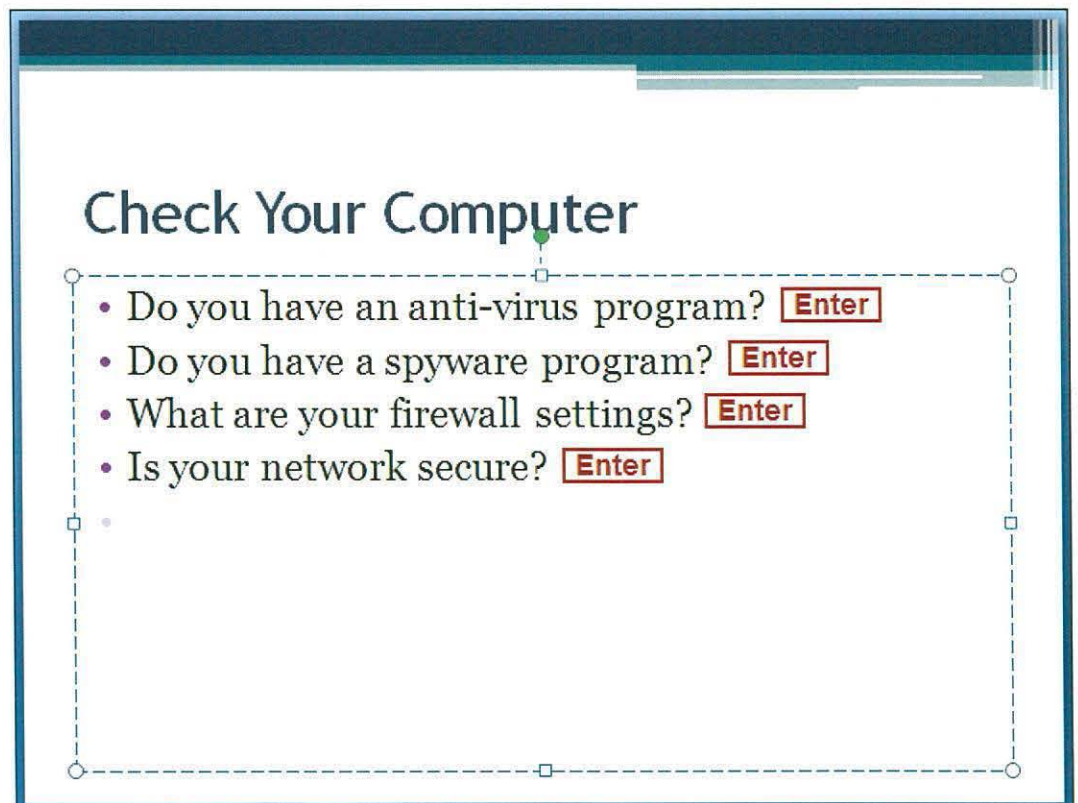 Check Your Computer
• Do you have an anti-virus program? Enter
• Do you have a spyware program? Enter
• What are your firewall settings? Enter
• Is your network secure? Enter
•